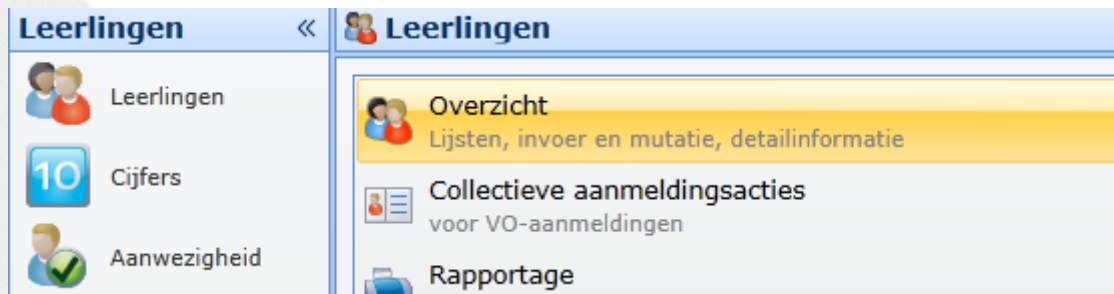 Leerlingen «
Leerlingen
Cijfers
Aanwezigheid
Leerlingen
Overzicht
Lijsten, invoer en mutatie, detailinformatie
Collectieve aanmeldingsacties
voor VO-aanmeldingen
Rapportage
10